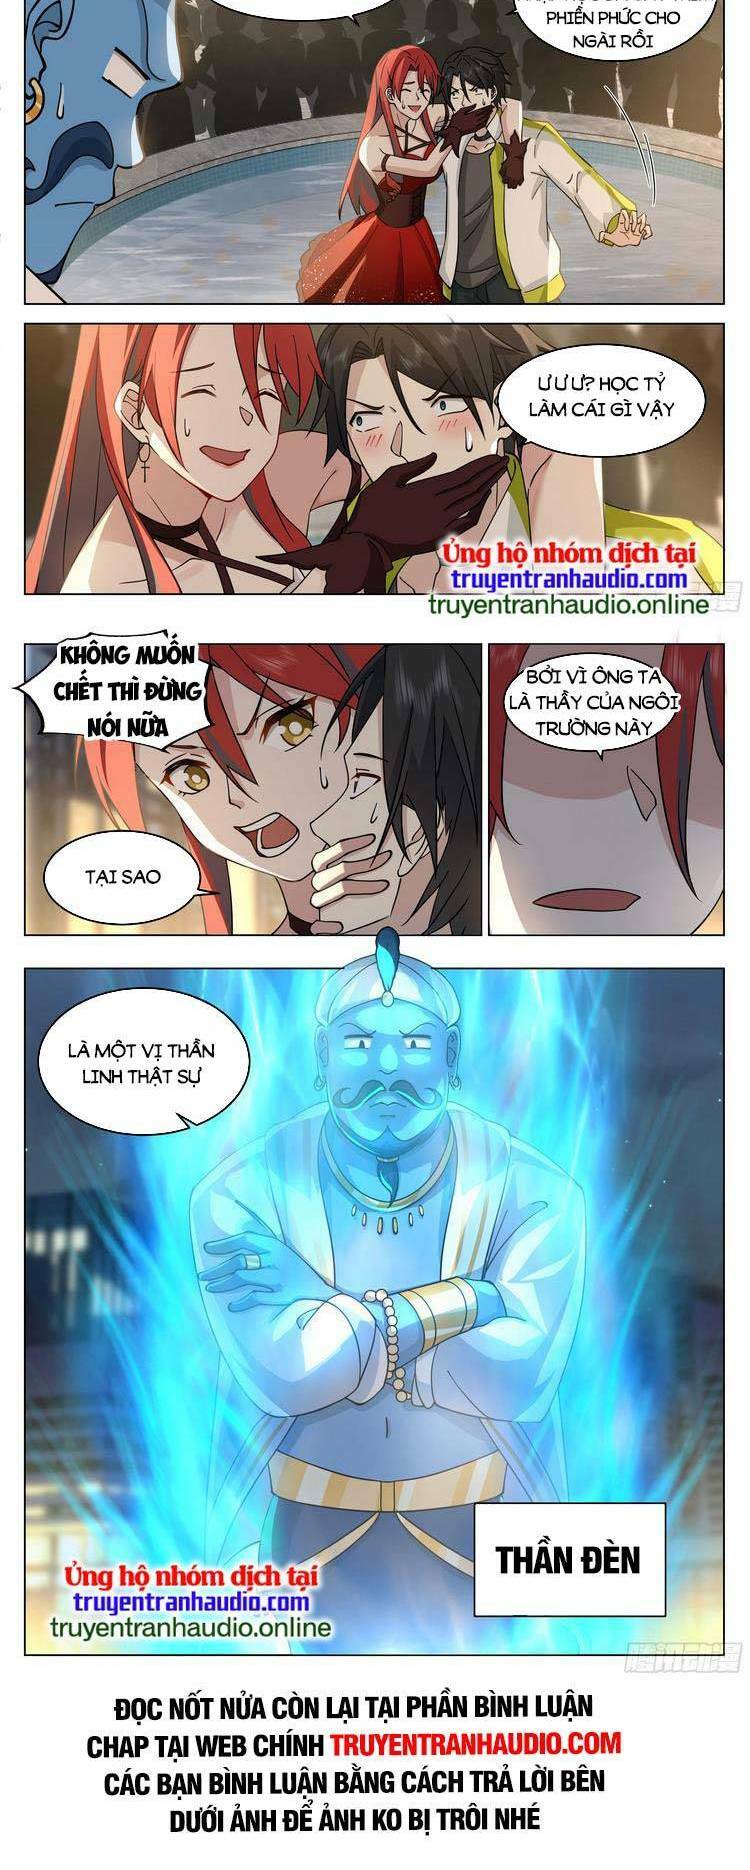 PHIỀN PHỨC CHO
NGÀI RỒI
Ư Ư Ư? HỌC TỶ
LÀM CÁI GÌ VẬY
Ủng hộ nhóm dịch tại
truyentranhaudio.com
truyentranhaudio.online
KHÔNG MUỐN
CHẾT THÌ ĐỪNG
NÓI NỮA
BỞI VÌ ÔNG TA
LÀ THẦY CỦA NGÔI
TRƯỜNG NÀY
TẠI SAO
LÀ MỘT VỊ THẦN
LINH THẬT SỰ
THẦN ĐÈN
Ủng hộ nhóm dịch tại
truyentranhaudio.com
truyentranhaudio.online
腾讯动漫
ĐỌC NỐT NỬA CÒN LẠI TẠI PHẦN BÌNH LUẬN
CHAP TẠI WEB CHÍNH TRUYENTRANHAUDIO.COM
CÁC BẠN BÌNH LUẬN BẰNG CÁCH TRẢ LỜI BÊN
DƯỚI ẢNH ĐỂ ẢNH KO BỊ TRÔI NHÉ